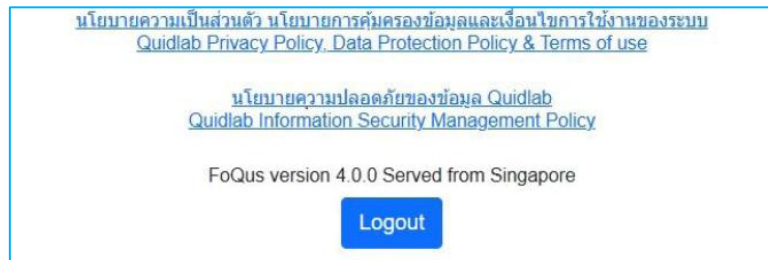 นโยบายความเป็นส่วนตัว นโยบายการคุ้มครองข้อมูลและเงื่อนไขการใช้งานของระบบ
Quidlab Privacy Policy, Data Protection Policy & Terms of use
นโยบายความปลอดภัยของข้อมูล Quidlab
Quidlab Information Security Management Policy
FoQus version 4.0.0 Served from Singapore
Logout